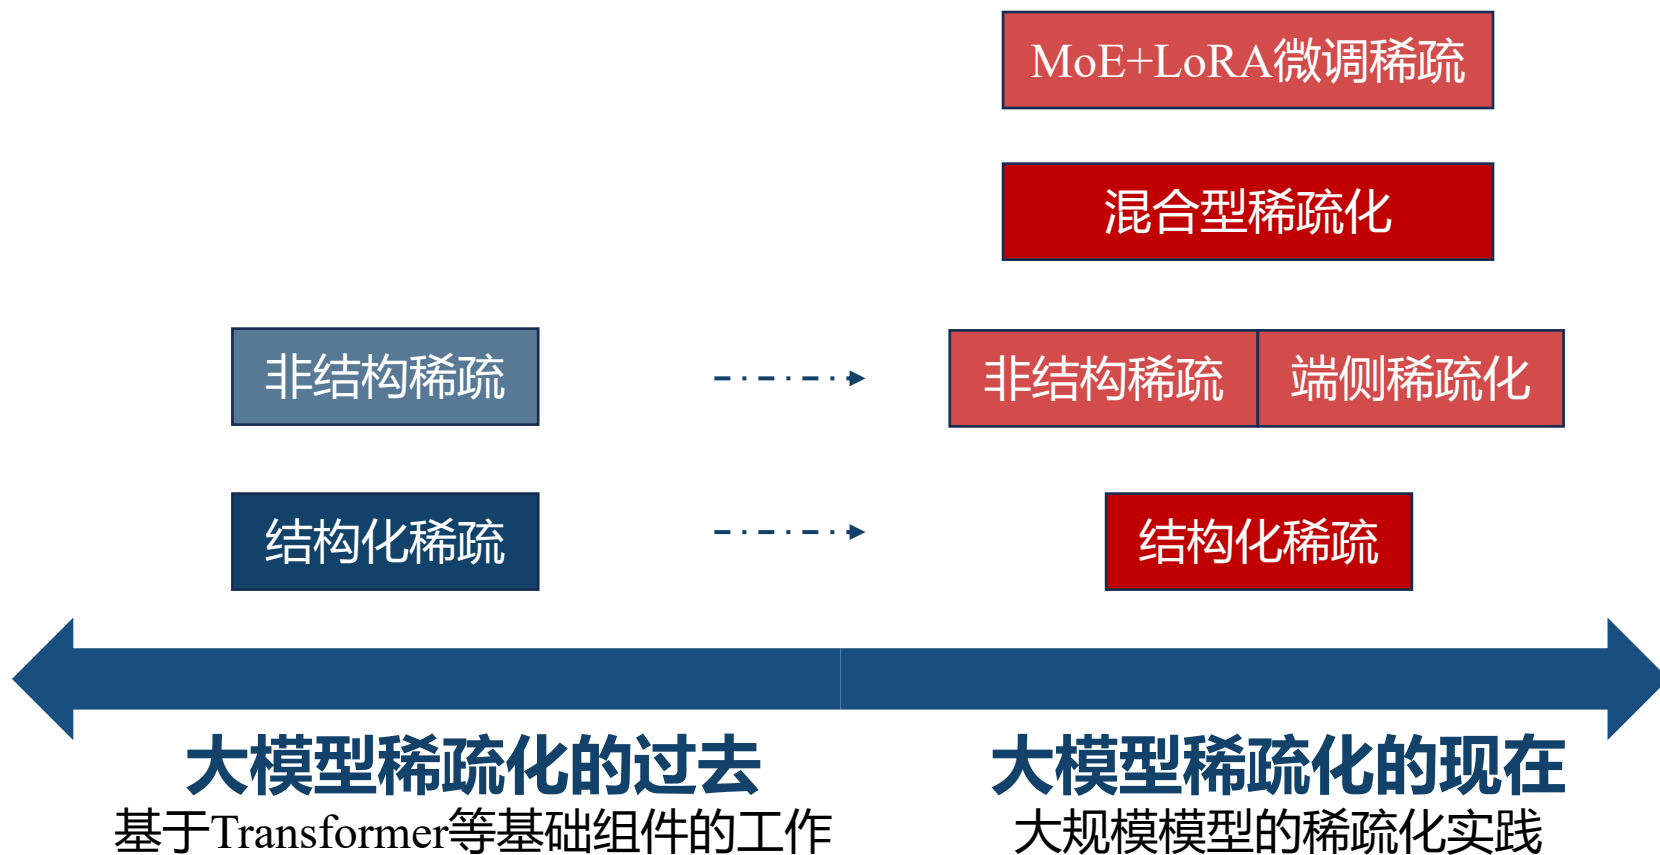 MoE+LoRA微调稀疏
混合型稀疏化
非结构稀疏
非结构稀疏
端侧稀疏化
结构化稀疏
结构化稀疏
大模型稀疏化的过去
大模型稀疏化的现在
基于Transformer等基础组件的工作
大规模模型的稀疏化实践